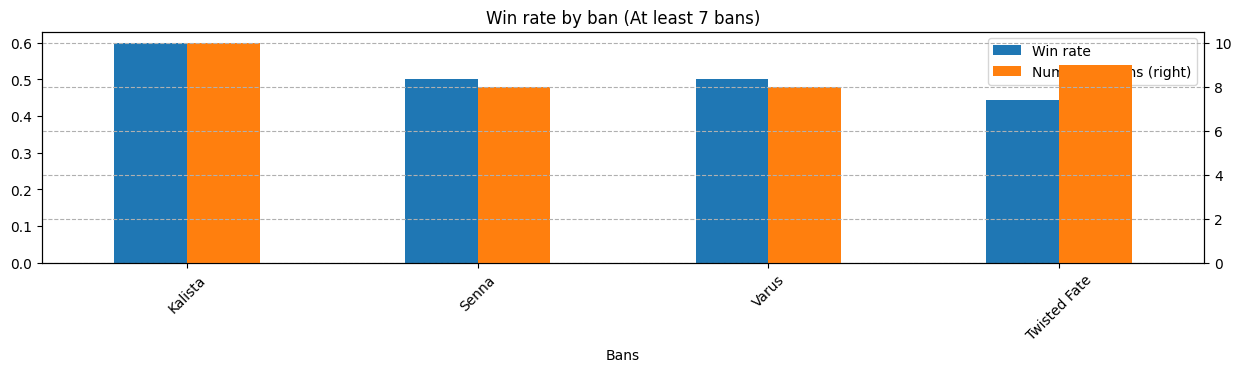 Win rate by ban (At least 7 bans)
Win rate
(right)
0.6
0.5
0.4
0.3
0.2
0.1
0.0
10
8
6
4
2
0
Kalista
Senna
Varus
Twisted Fate
Bans